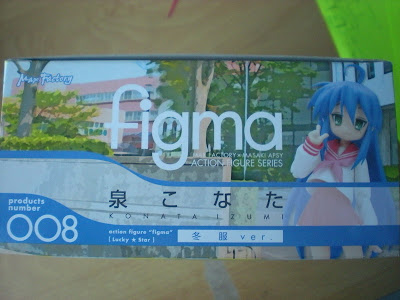 Max Factory
figma
MAX FACTORY × MASAKI APSY
ACTION FIGURE SERIES
泉こなた
KONATA IZUMI
products
number
008
action figure "figma"
[ Lucky ★ Star ]
冬服 ver.